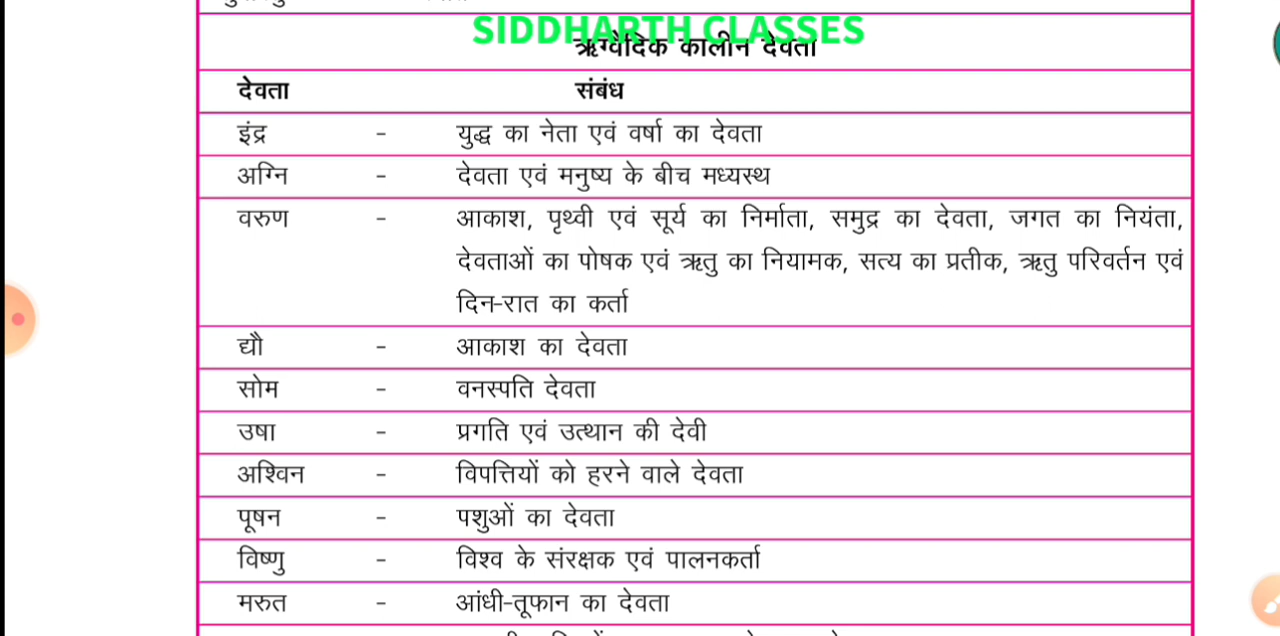 SIDDHARTH CLASSES
ऋग्वैदिक कालीन देवता
देवता संबंध
इंद्र - युद्ध का नेता एवं वर्षा का देवता
अग्नि - देवता एवं मनुष्य के बीच मध्यस्थ
वरुण - आकाश, पृथ्वी एवं सूर्य का निर्माता, समुद्र का देवता, जगत का नियंता,
देवताओं का पोषक एवं ऋतु का नियामक, सत्य का प्रतीक, ऋतु परिवर्तन एवं
दिन-रात का कर्ता
द्यौ - आकाश का देवता
सोम - वनस्पति देवता
उषा - प्रगति एवं उत्थान की देवी
अश्विन - विपत्तियों को हरने वाले देवता
पूषन - पशुओं का देवता
विष्णु - विश्व के संरक्षक एवं पालनकर्ता
मरुत - आंधी-तूफान का देवता